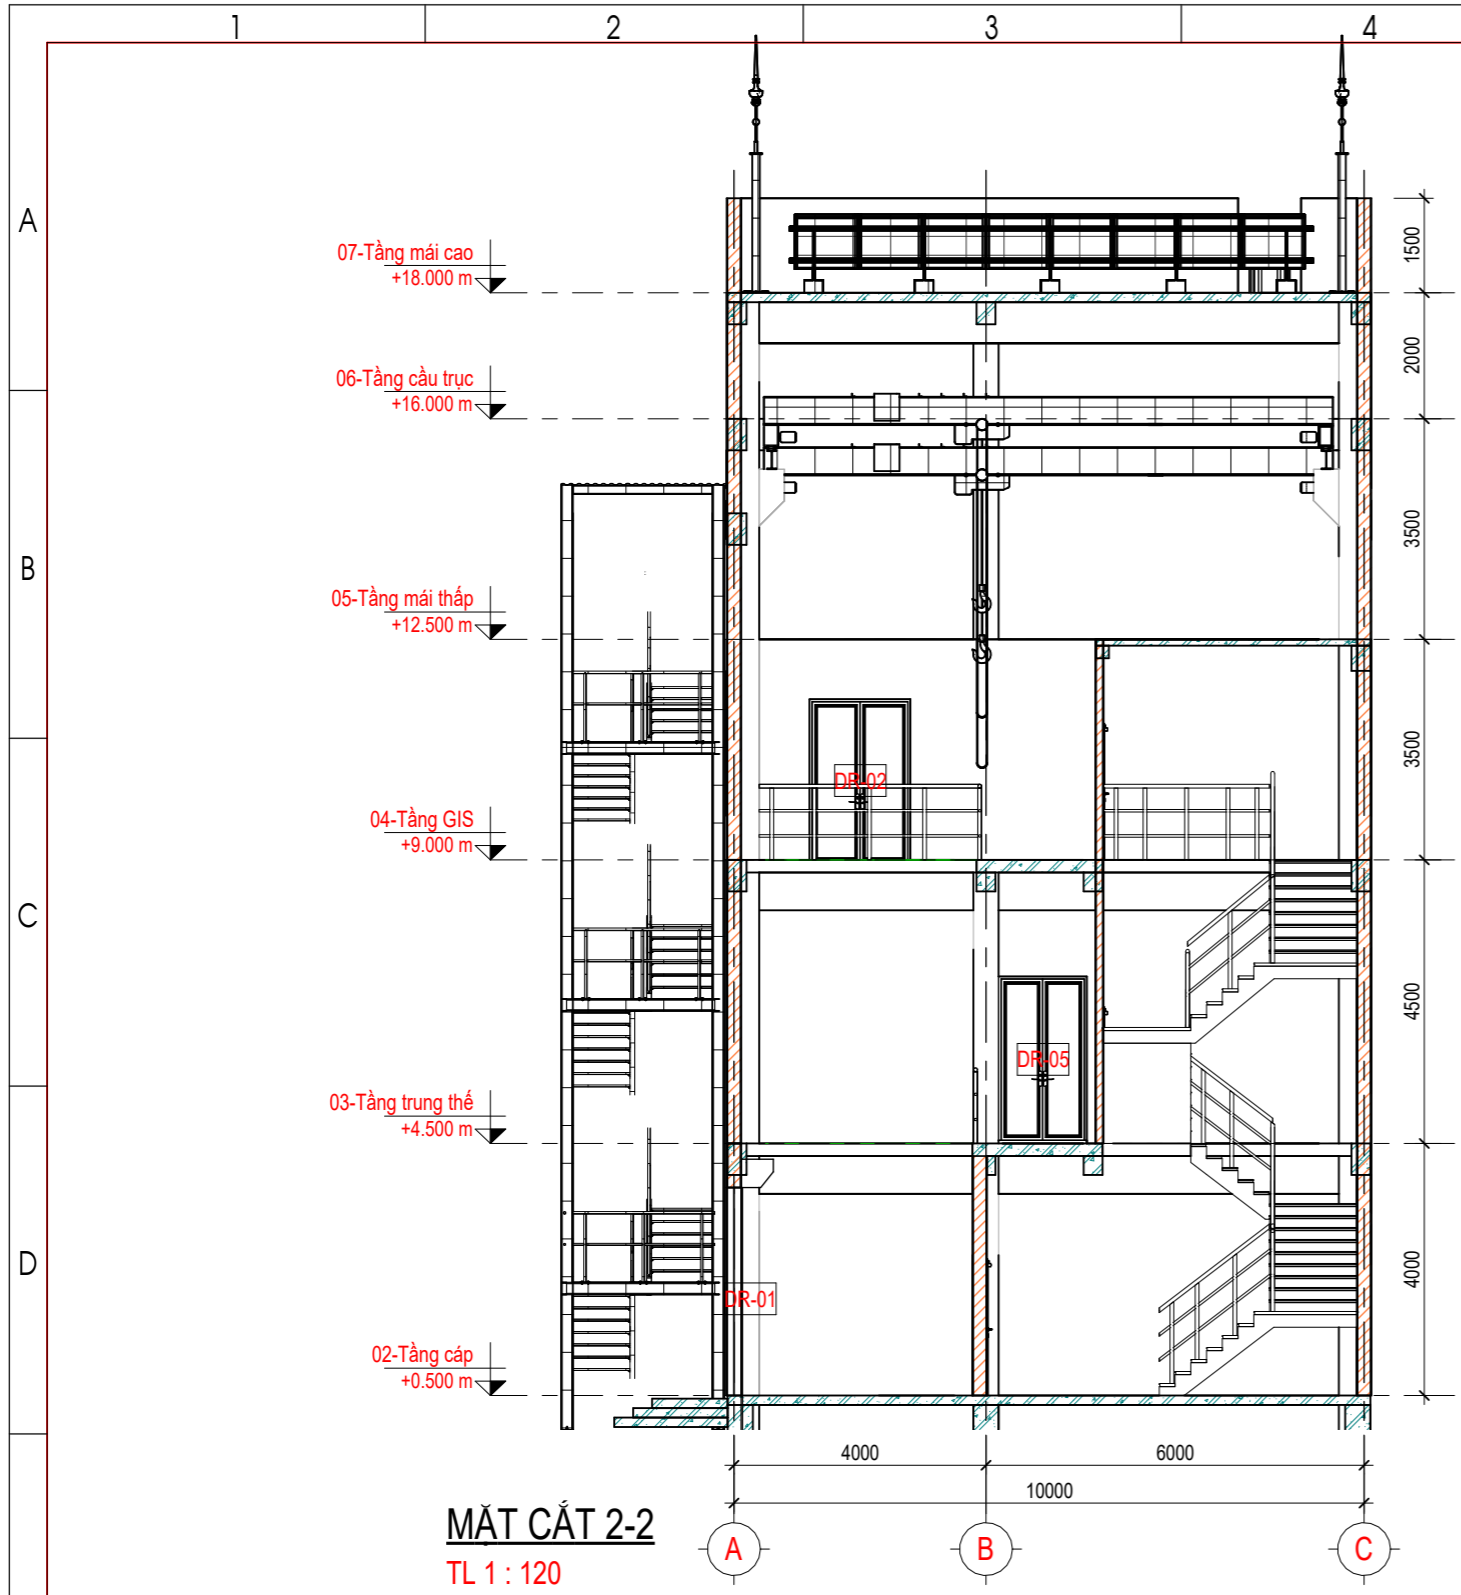 1 2 3 4
A
B
C
D
07-Tầng mái cao
+18.000 m
1500
06-Tầng cầu trục
+16.000 m
2000
3500
05-Tầng mái thấp
+12.500 m
DR-02
3500
04-Tầng GIS
+9.000 m
4500
DR-05
03-Tầng trung thế
+4.500 m
4000
DR-01
02-Tầng cáp
+0.500 m
4000 6000
10000
MẶT CẮT 2-2
TL 1 : 120
A B C